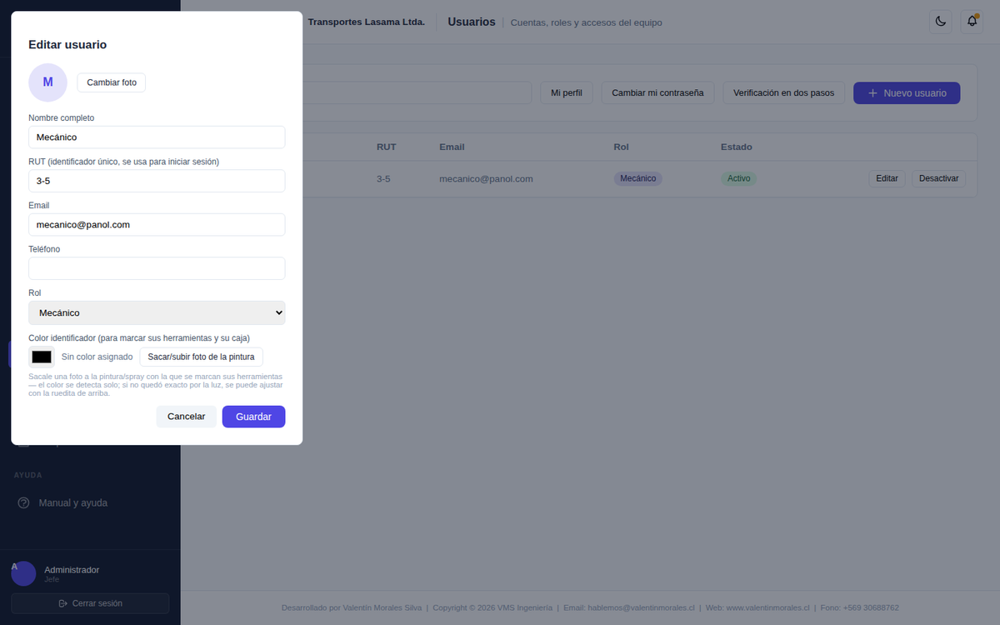 Transportes Lasama Ltda.
Usuarios | Cuentas, roles y accesos del equipo
Editar usuario
M
Cambiar foto
Nombre completo
Mecánico
RUT (identificador único, se usa para iniciar sesión)
3-5
Email
mecanico@panol.com
Teléfono
Rol
Mecánico
Color identificador (para marcar sus herramientas y su caja)
Sin color asignado
Sacar/subir foto de la pintura
Sacale una foto a la pintura/spray con la que se marcan sus herramientas
— el color se detecta solo; si no quedó exacto por la luz, se puede ajustar
con la ruedita de arriba.
Cancelar
Guardar
Mi perfil
Cambiar mi contraseña
Verificación en dos pasos
Nuevo usuario
RUT Email Rol Estado
3-5 mecanico@panol.com Mecánico Activo Editar Desactivar
AYUDA
Manual y ayuda
A
Administrador
Jefe
Cerrar sesión
Desarrollado por Valentín Morales Silva | Copyright © 2026 VMS Ingeniería | Email: hablemos@valentinmorales.cl | Web: www.valentinmorales.cl | Fono: +569 30688762